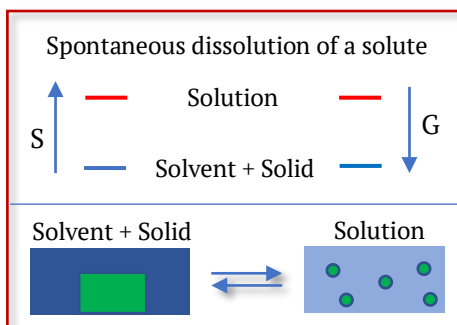 Spontaneous dissolution of a solute
Solution
S
G
Solvent + Solid
Solvent + Solid
Solution